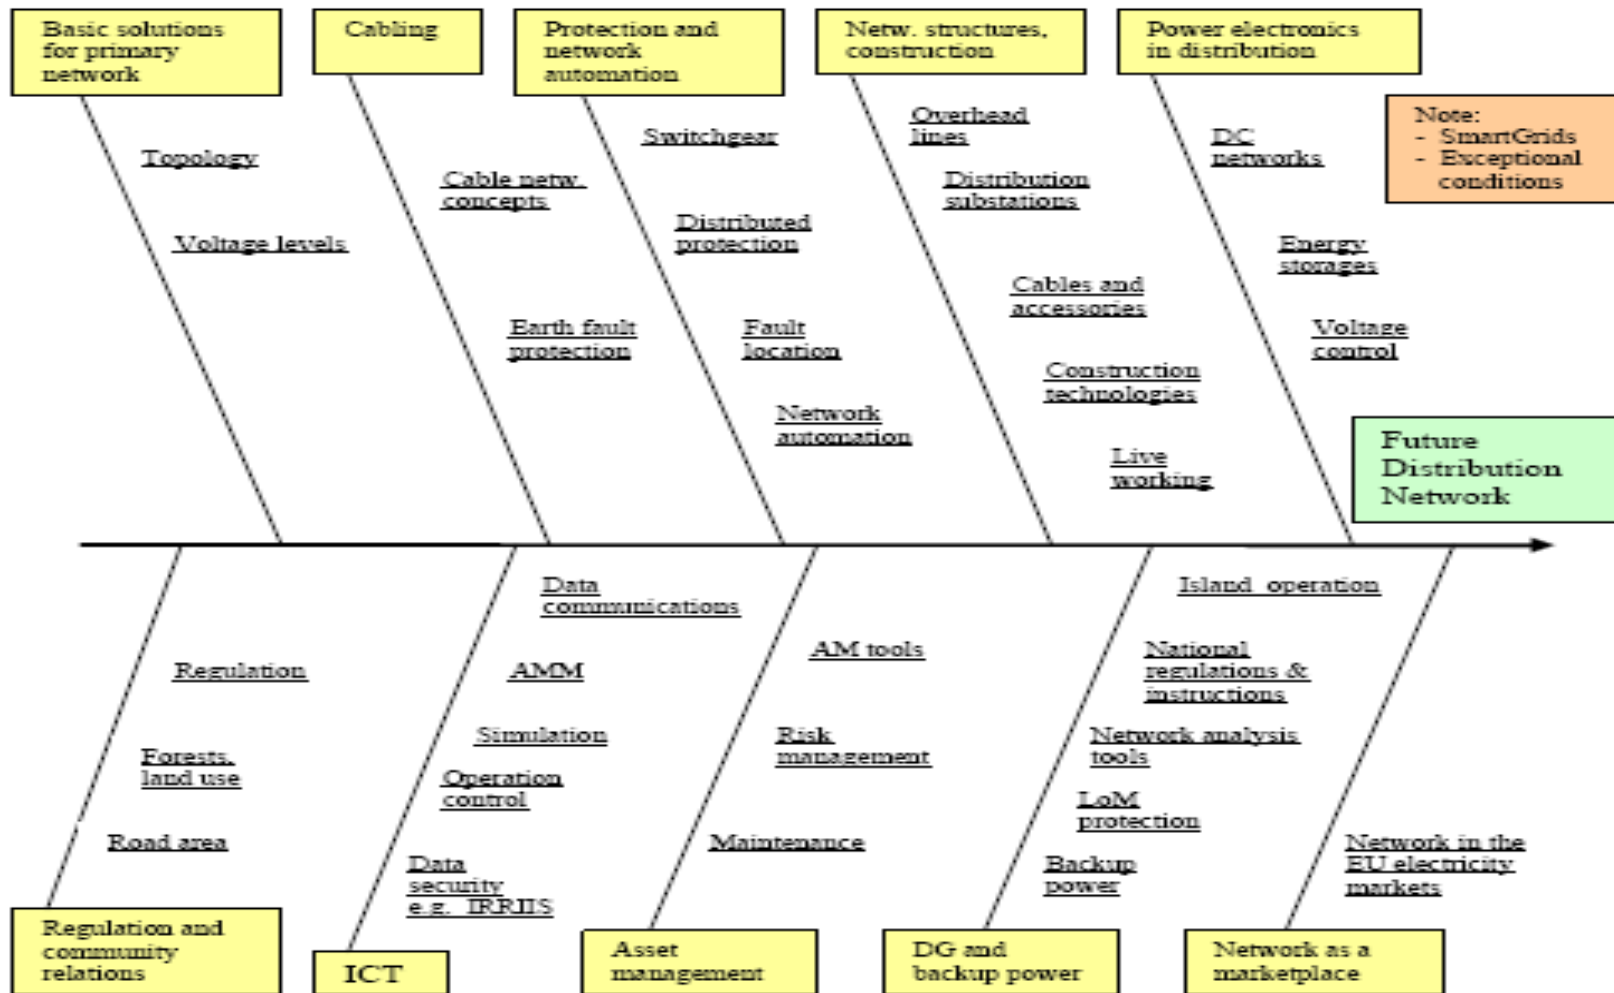 Basic solutions
for primary
network
Cabling
Protection and
network
automation
Netw. structures,
construction
Power electronics
in distribution
Note:
- SmartGrids
- Exceptional
conditions
Topology
Voltage levels
Cable netw.
concepts
Earth fault
protection
Switchgear
Distributed
protection
Fault
location
Network
automation
Overhead
lines
Distribution
substations
Cables and
accessories
Construction
technologies
Live
working
DC
networks
Energy
storages
Voltage
control
Future
Distribution
Network
Regulation
Forests,
land use
Road area
Data
communications
AMM
Simulation
Operation
control
Data
security
e.g. IRRIIS
AM tools
Risk
management
Maintenance
Island operation
National
regulations &
instructions
Network analysis
tools
LoM
protection
Backup
power
Network in the
EU electricity
markets
Regulation and
community
relations
ICT
Asset
management
DG and
backup power
Network as a
marketplace